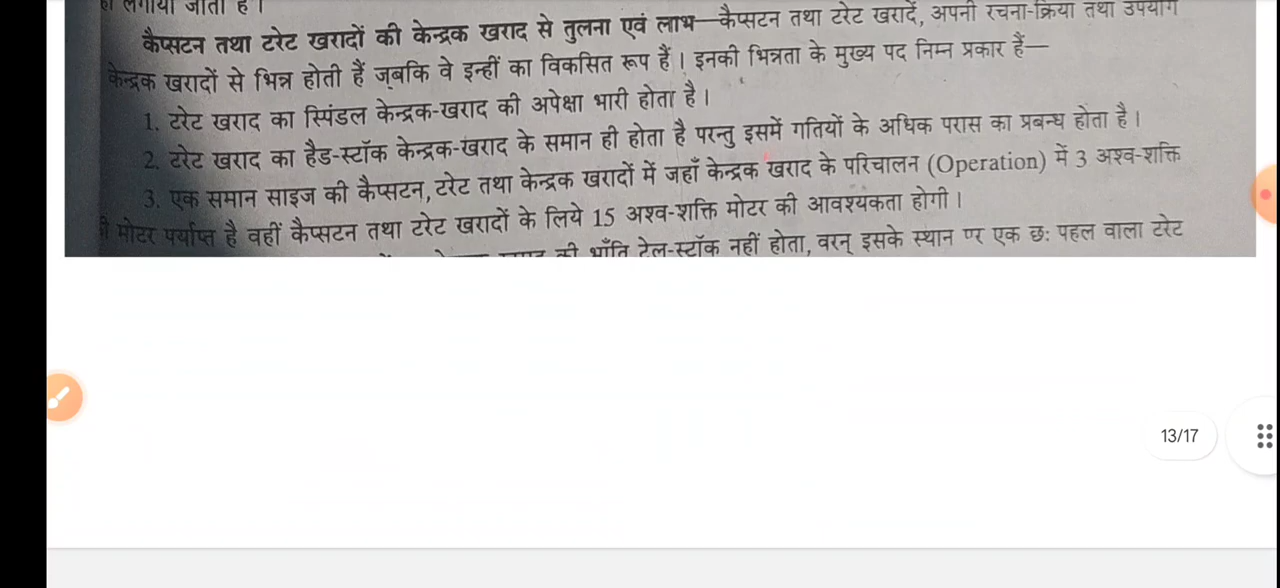 लगाया जाता है।
कैप्सटन तथा टरेट खरादों की केन्द्रक खराद से तुलना एवं लाभ—कैप्सटन तथा टरेट खरादें, अपनी रचना-क्रिया तथा उपयोग
केन्द्रक खरादों से भिन्न होती हैं जबकि वे इन्हीं का विकसित रूप हैं। इनकी भिन्नता के मुख्य पद निम्न प्रकार हैं—
1. टरेट खराद का स्पिंडल केन्द्रक-खराद की अपेक्षा भारी होता है।
2. टरेट खराद का हैड-स्टॉक केन्द्रक-खराद के समान ही होता है परन्तु इसमें गतियों के अधिक परास का प्रबन्ध होता है।
3. एक समान साइज की कैप्सटन, टरेट तथा केन्द्रक खरादों में जहाँ केन्द्रक खराद के परिचालन (Operation) में 3 अश्व-शक्ति
मोटर पर्याप्त है वहीं कैप्सटन तथा टरेट खरादों के लिये 15 अश्व-शक्ति मोटर की आवश्यकता होगी।
की भाँति टेल-स्टॉक नहीं होता, वरन् इसके स्थान पर एक छः पहल वाला टरेट
13/17